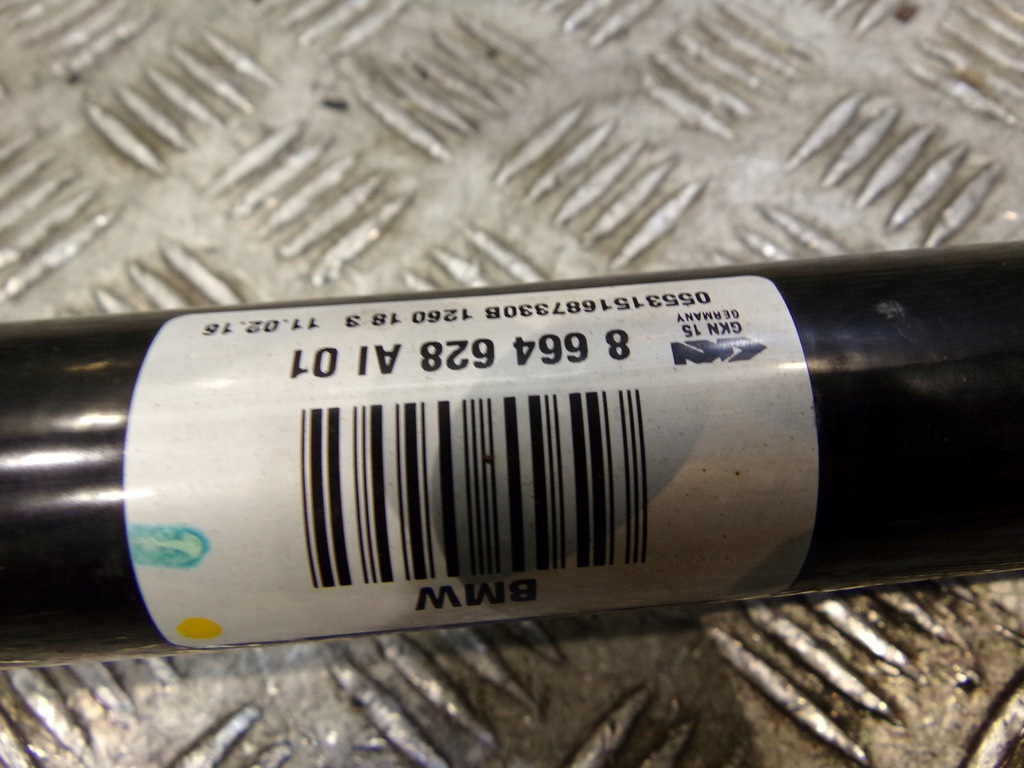 BMW
8 664 628 AI 01
GKN 15
GERMANY
0553151687330B 1260 18 3 11.02.16